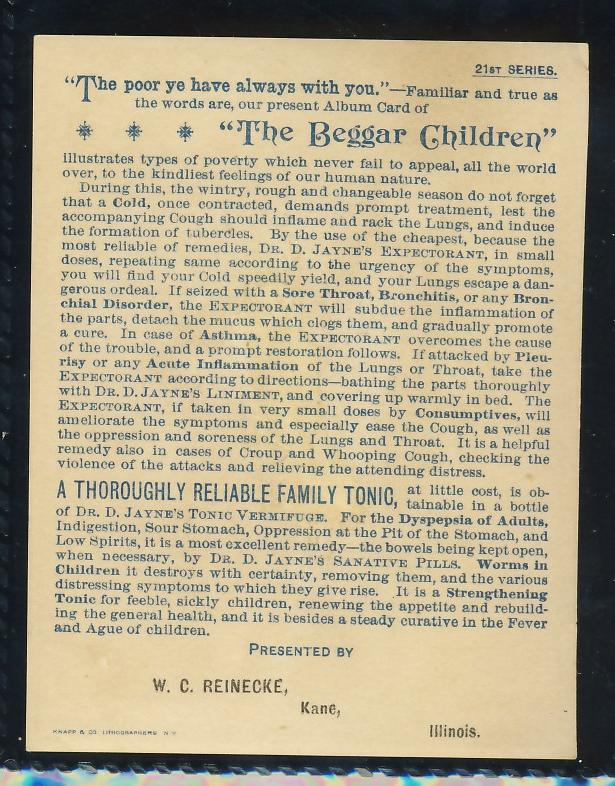 21ST SERIES.
"The poor ye have always with you."—Familiar and true as
the words are, our present Album Card of
"The Beggar Children"
illustrates types of poverty which never fail to appeal, all the world
over, to the kindliest feelings of our human nature.
During this, the wintry, rough and changeable season do not forget
that a Cold, once contracted, demands prompt treatment, lest the
accompanying Cough should inflame and rack the Lungs, and induce
the formation of tubercles. By the use of the cheapest, because the
most reliable of remedies, DR. D. JAYNE'S EXPECTORANT, in small
doses, repeating same according to the urgency of the symptoms,
you will find your Cold speedily yield, and your Lungs escape a dan-
gerous ordeal. If seized with a Sore Throat, Bronchitis, or any Bron-
chial Disorder, the EXPECTORANT will subdue the inflammation of
the parts, detach the mucus which clogs them, and gradually promote
a cure. In case of Asthma, the EXPECTORANT overcomes the cause
of the trouble, and a prompt restoration follows. If attacked by Pleu-
risy or any Acute Inflammation of the Lungs or Throat, take the
EXPECTORANT according to directions—bathing the parts thoroughly
with DR. D. JAYNE'S LINIMENT, and covering up warmly in bed. The
EXPECTORANT, if taken in very small doses by Consumptives, will
ameliorate the symptoms and especially ease the Cough, as well as
the oppression and soreness of the Lungs and Throat. It is a helpful
remedy also in cases of Croup and Whooping Cough, checking the
violence of the attacks and relieving the attending distress.
A THOROUGHLY RELIABLE FAMILY TONIC, at little cost, is ob-
tainable in a bottle
of DR. D. JAYNE'S TONIC VERMIFUGE. For the Dyspepsia of Adults,
Indigestion, Sour Stomach, Oppression at the Pit of the Stomach, and
Low Spirits, it is a most excellent remedy—the bowels being kept open,
when necessary, by DR. D. JAYNE'S SANATIVE PILLS. Worms in
Children it destroys with certainty, removing them, and the various
distressing symptoms to which they give rise. It is a Strengthening
Tonic for feeble, sickly children, renewing the appetite and rebuild-
ing the general health, and it is besides a steady curative in the Fever
and Ague of children.
PRESENTED BY
W. C. REINECKE,
Kane,
Illinois.
KNAPP & CO. LITHOGRAPHERS N.Y.